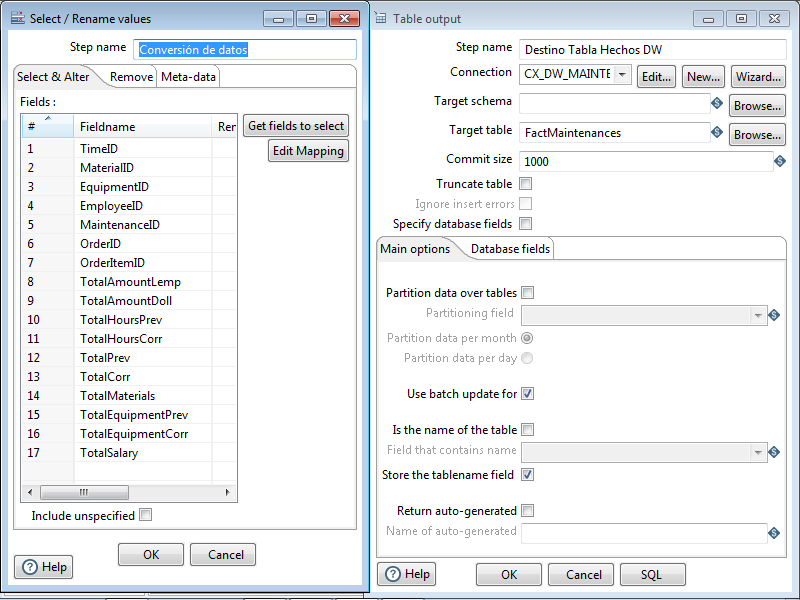 Select / Rename values
Step name Conversión de datos
Select & Alter Remove Meta-data
Fields :
# Fieldname Rer
1 TimeID
2 MaterialID
3 EquipmentID
4 EmployeeID
5 MaintenanceID
6 OrderID
7 OrderItemID
8 TotalAmountLemp
9 TotalAmountDoll
10 TotalHoursPrev
11 TotalHoursCorr
12 TotalPrev
13 TotalCorr
14 TotalMaterials
15 TotalEquipmentPrev
16 TotalEquipmentCorr
17 TotalSalary
Get fields to select
Edit Mapping
Include unspecified
OK Cancel
Help
Table output
Step name Destino Tabla Hechos DW
Connection CX_DW_MAINTE Edit... New... Wizard...
Target schema Browse...
Target table FactMaintenances Browse...
Commit size 1000
Truncate table
Ignore insert errors
Specify database fields
Main options Database fields
Partition data over tables
Partitioning field
Partition data per month
Partition data per day
Use batch update for
Is the name of the table
Field that contains name
Store the tablename field
Return auto-generated
Name of auto-generated
Help OK Cancel SQL